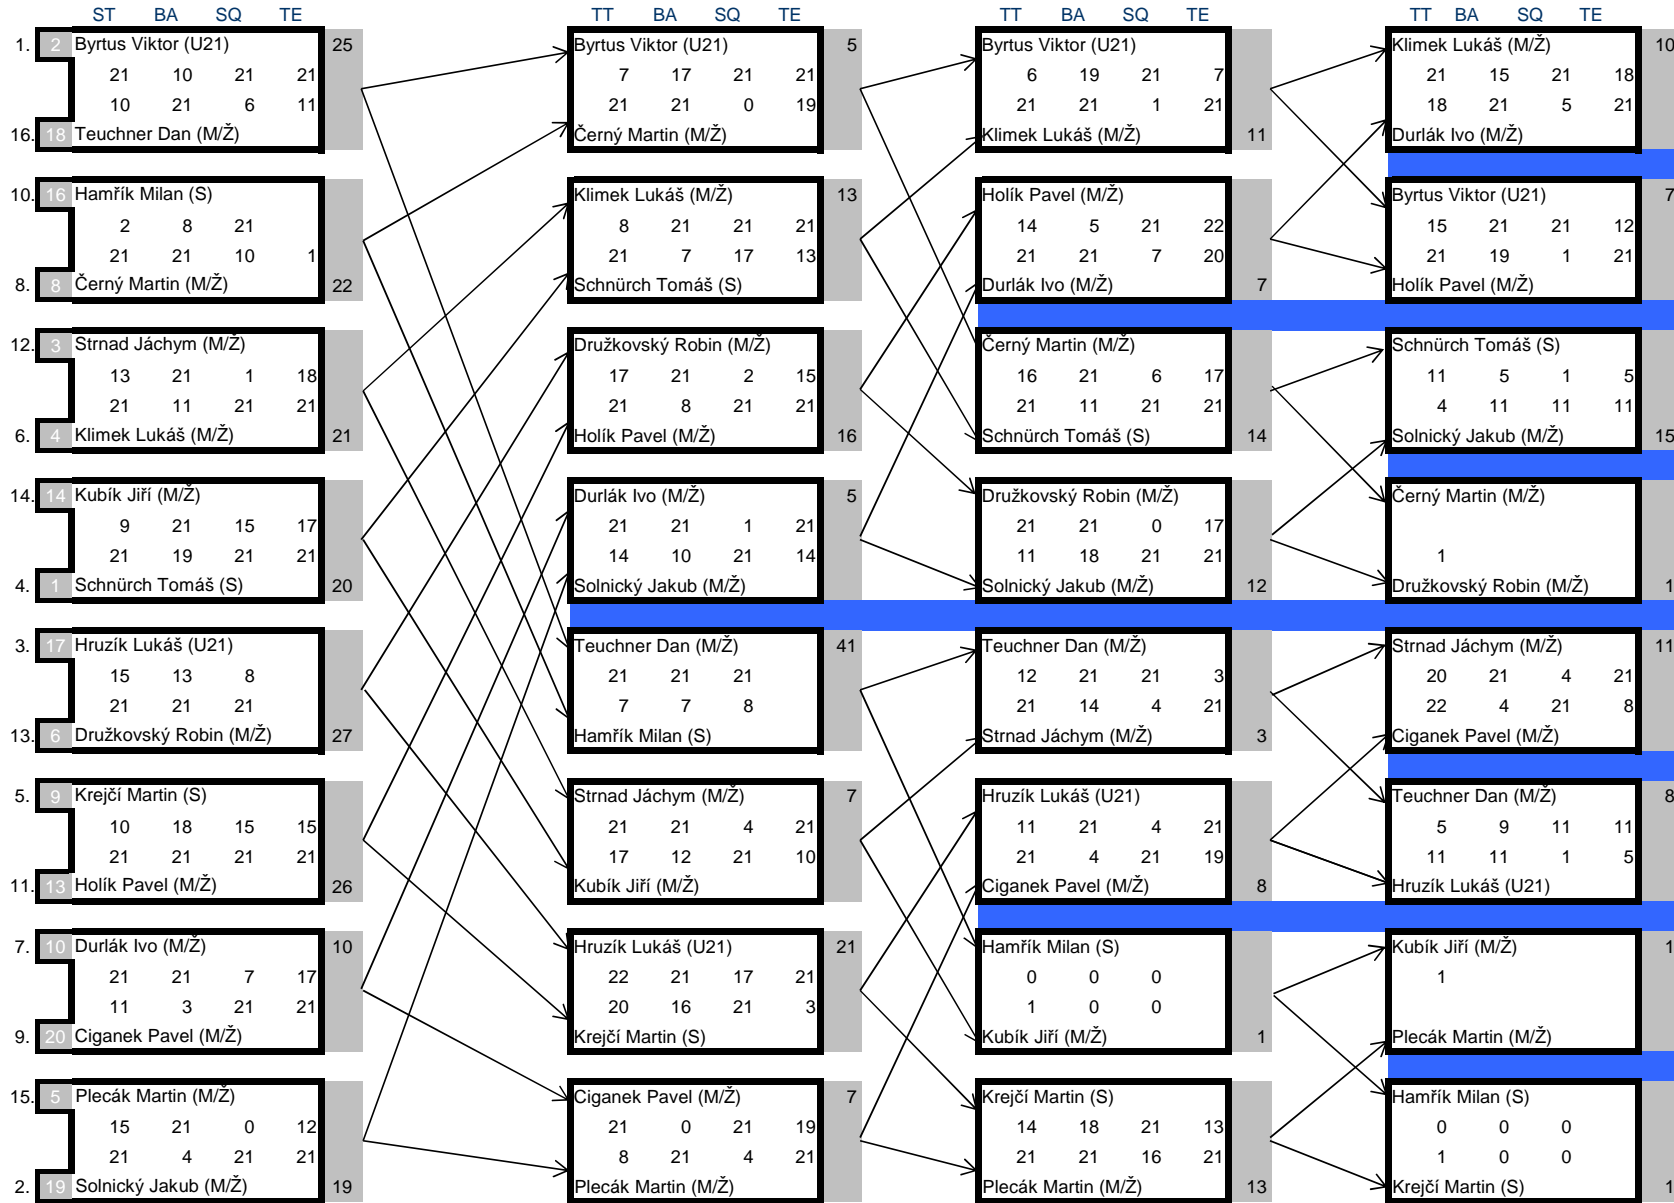 ST BA SQ TE TT BA SQ TE TT BA SQ TE TT BA SQ TE
1. 2 Byrtus Viktor (U21) 25 Byrtus Viktor (U21) 5 Byrtus Viktor (U21) Klimek Lukáš (M/Ž) 10
21 10 21 21 7 17 21 21 6 19 21 7 21 15 21 18
10 21 6 11 21 21 0 19 21 21 1 21 18 21 5 21
16. 18 Teuchner Dan (M/Ž) Černý Martin (M/Ž) Klimek Lukáš (M/Ž) 11 Durlák Ivo (M/Ž)
10. 16 Hamřík Milan (S) Klimek Lukáš (M/Ž) 13 Holík Pavel (M/Ž) Byrtus Viktor (U21) 7
2 8 21 8 21 21 21 14 5 21 22 15 21 21 12
21 21 10 1 21 7 17 13 21 21 7 20 21 19 1 21
8. 8 Černý Martin (M/Ž) 22 Schnürch Tomáš (S) Durlák Ivo (M/Ž) 7 Holík Pavel (M/Ž)
12. 3 Strnad Jáchym (M/Ž) Družkovský Robin (M/Ž) Černý Martin (M/Ž) Schnürch Tomáš (S)
13 21 1 18 17 21 2 15 16 21 6 17 11 5 1 5
21 11 21 21 21 8 21 21 21 11 21 21 4 11 11 11
6. 4 Klimek Lukáš (M/Ž) 21 Holík Pavel (M/Ž) 16 Schnürch Tomáš (S) 14 Solnický Jakub (M/Ž) 15
14. 14 Kubík Jiří (M/Ž) Durlák Ivo (M/Ž) 5 Družkovský Robin (M/Ž) Černý Martin (M/Ž)
9 21 15 17 21 21 1 21 21 21 0 17
21 19 21 21 14 10 21 14 11 18 21 21 1
4. 1 Schnürch Tomáš (S) 20 Solnický Jakub (M/Ž) Solnický Jakub (M/Ž) 12 Družkovský Robin (M/Ž) 1
3. 17 Hruzík Lukáš (U21) Teuchner Dan (M/Ž) 41 Teuchner Dan (M/Ž) Strnad Jáchym (M/Ž) 11
15 13 8 21 21 21 12 21 21 3 20 21 4 21
21 21 21 7 7 8 21 14 4 21 22 4 21 8
13. 6 Družkovský Robin (M/Ž) 27 Hamřík Milan (S) Strnad Jáchym (M/Ž) 3 Ciganek Pavel (M/Ž)
5. 9 Krejčí Martin (S) Strnad Jáchym (M/Ž) 7 Hruzík Lukáš (U21) Teuchner Dan (M/Ž) 8
10 18 15 15 21 21 4 21 11 21 4 21 5 9 11 11
21 21 21 21 17 12 21 10 21 4 21 19 11 11 1 5
11. 13 Holík Pavel (M/Ž) 26 Kubík Jiří (M/Ž) Ciganek Pavel (M/Ž) 8 Hruzík Lukáš (U21)
7. 10 Durlák Ivo (M/Ž) 10 Hruzík Lukáš (U21) 21 Hamřík Milan (S) Kubík Jiří (M/Ž) 1
21 21 7 17 22 21 17 21 0 0 0 1
11 3 21 21 20 16 21 3 1 0 0
9. 20 Ciganek Pavel (M/Ž) Krejčí Martin (S) Kubík Jiří (M/Ž) 1 Plecák Martin (M/Ž)
15. 5 Plecák Martin (M/Ž) Ciganek Pavel (M/Ž) 7 Krejčí Martin (S) Hamřík Milan (S)
15 21 0 12 21 0 21 19 14 18 21 13 0 0 0
21 4 21 21 8 21 4 21 21 21 16 21 1 0 0
2. 19 Solnický Jakub (M/Ž) 19 Plecák Martin (M/Ž) Plecák Martin (M/Ž) 13 Krejčí Martin (S) 1